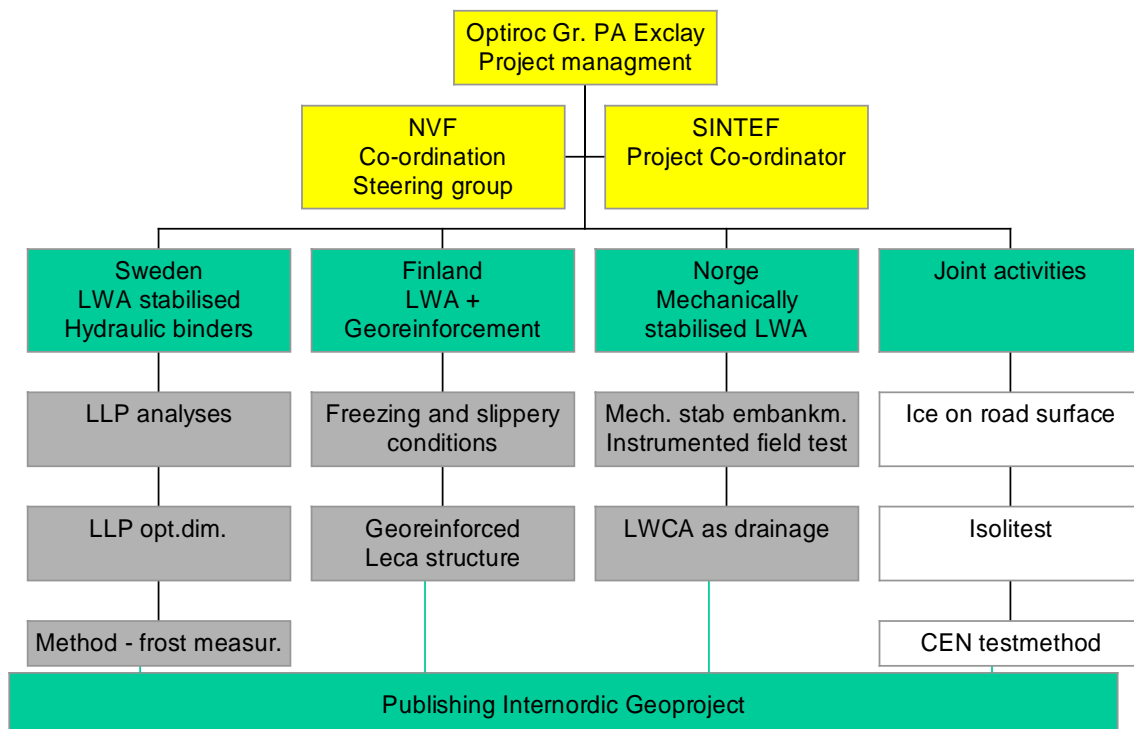 Optiroc Gr. PA Exclay
Project managment
NVF
Co-ordination
Steering group
SINTEF
Project Co-ordinator
Sweden
LWA stabilised
Hydraulic binders
Finland
LWA +
Georeinforcement
Norge
Mechanically
stabilised LWA
Joint activities
LLP analyses
Freezing and slippery
conditions
Mech. stab embankm.
Instrumented field test
Ice on road surface
LLP opt.dim.
Georeinforced
Leca structure
LWCA as drainage
Isolitest
Method - frost measur.
CEN testmethod
Publishing Internordic Geoproject